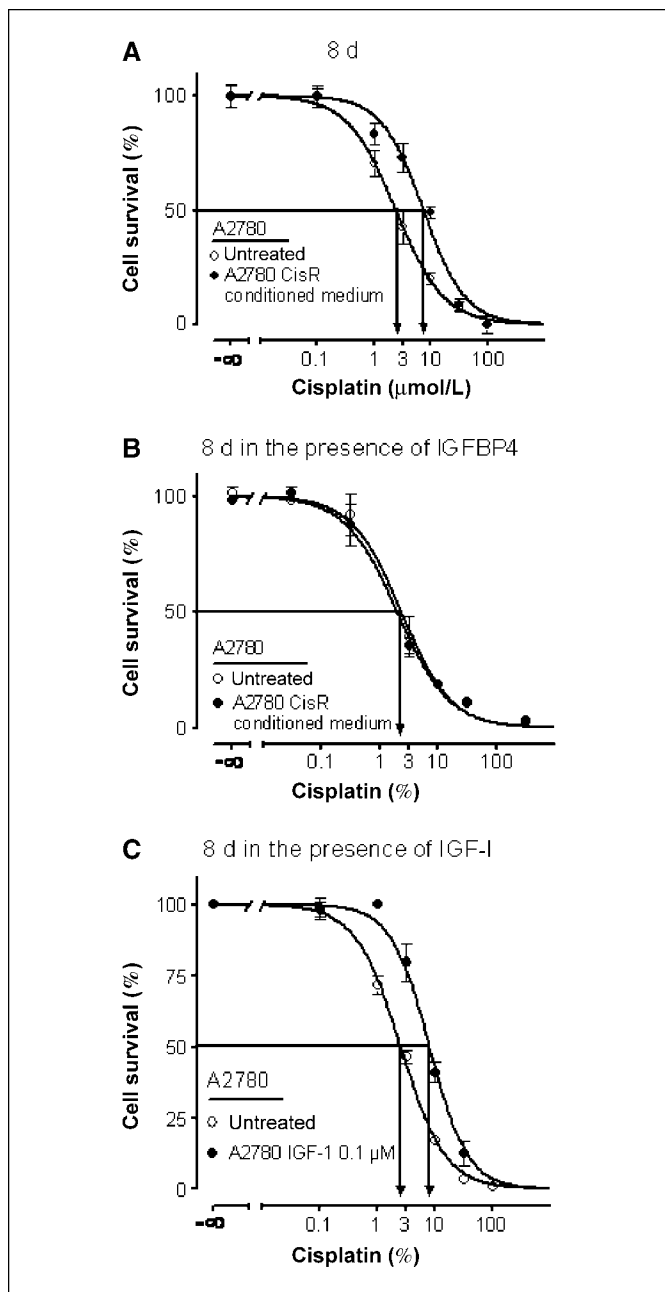 A
8 d
Cell survival (%)
100
50
0
A2780
Untreated
A2780 CisR
conditioned medium
-∞
0.1
1
3
10
100
Cisplatin (μmol/L)
B
8 d in the presence of IGFBP4
Cell survival (%)
100
50
0
A2780
Untreated
A2780 CisR
conditioned medium
-∞
0.1
1
3
10
100
Cisplatin (%)
C
8 d in the presence of IGF-I
Cell survival (%)
100
75
50
25
0
A2780
Untreated
A2780 IGF-1 0.1 μM
-∞
0.1
1
3
10
100
Cisplatin (%)